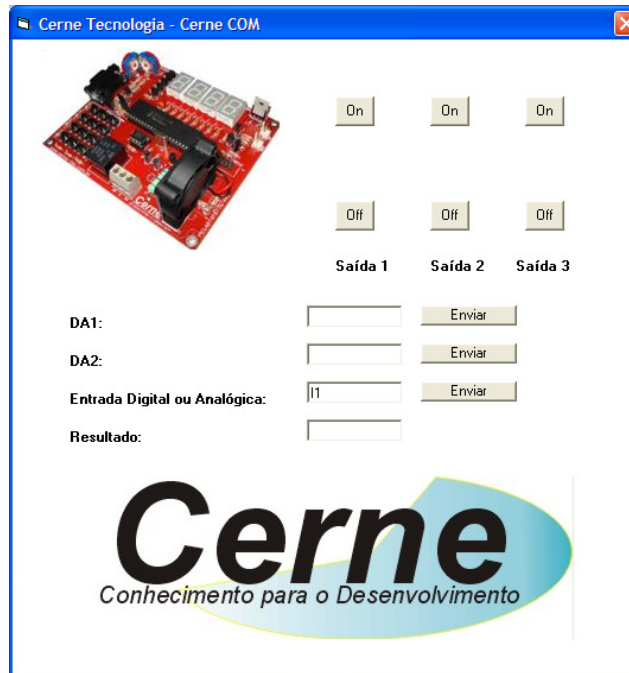 Cerne Tecnologia - Cerne COM
On On On
Off Off Off
Saída 1 Saída 2 Saída 3
DA1: Enviar
DA2: Enviar
Entrada Digital ou Analógica: I1 Enviar
Resultado:
Cerne
Conhecimento para o Desenvolvimento